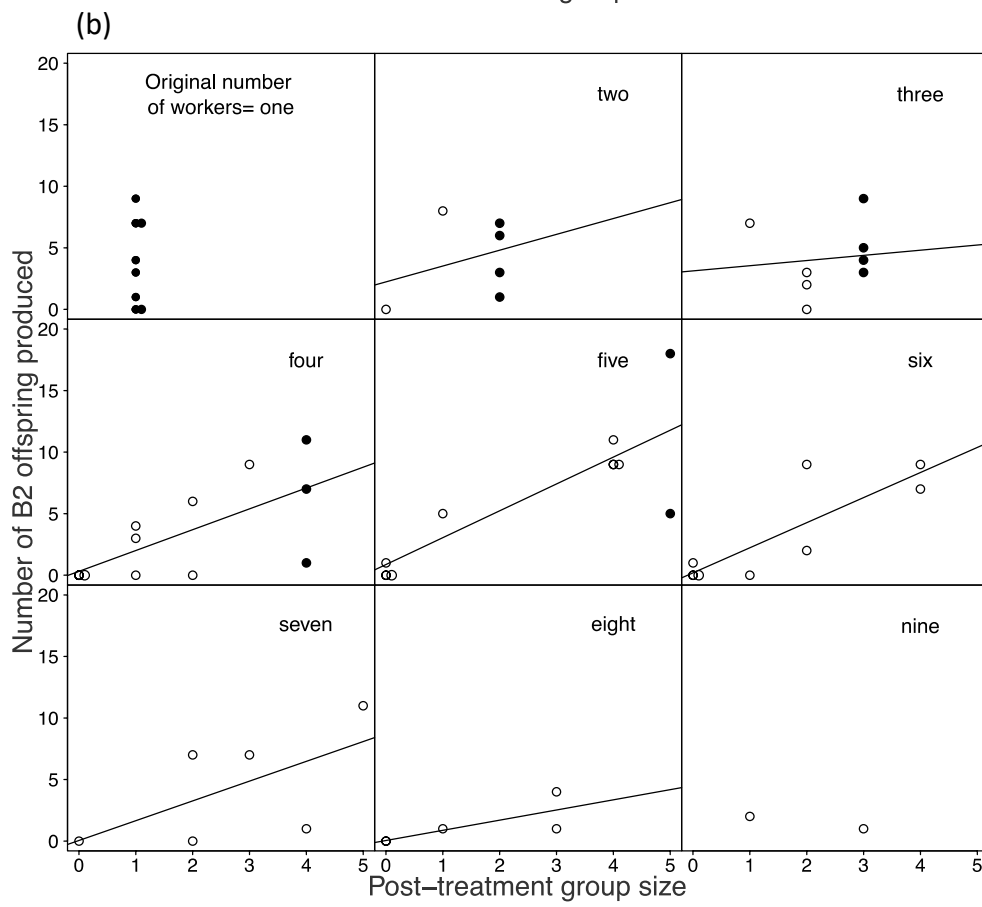 (b)
Original number
of workers= one
two
three
four
five
six
seven
eight
nine
20
15
10
5
0
20
15
10
5
0
20
15
10
5
0
0 1 2 3 4 5
0 1 2 3 4 5
0 1 2 3 4 5
Number of B2 offspring produced
Post-treatment group size